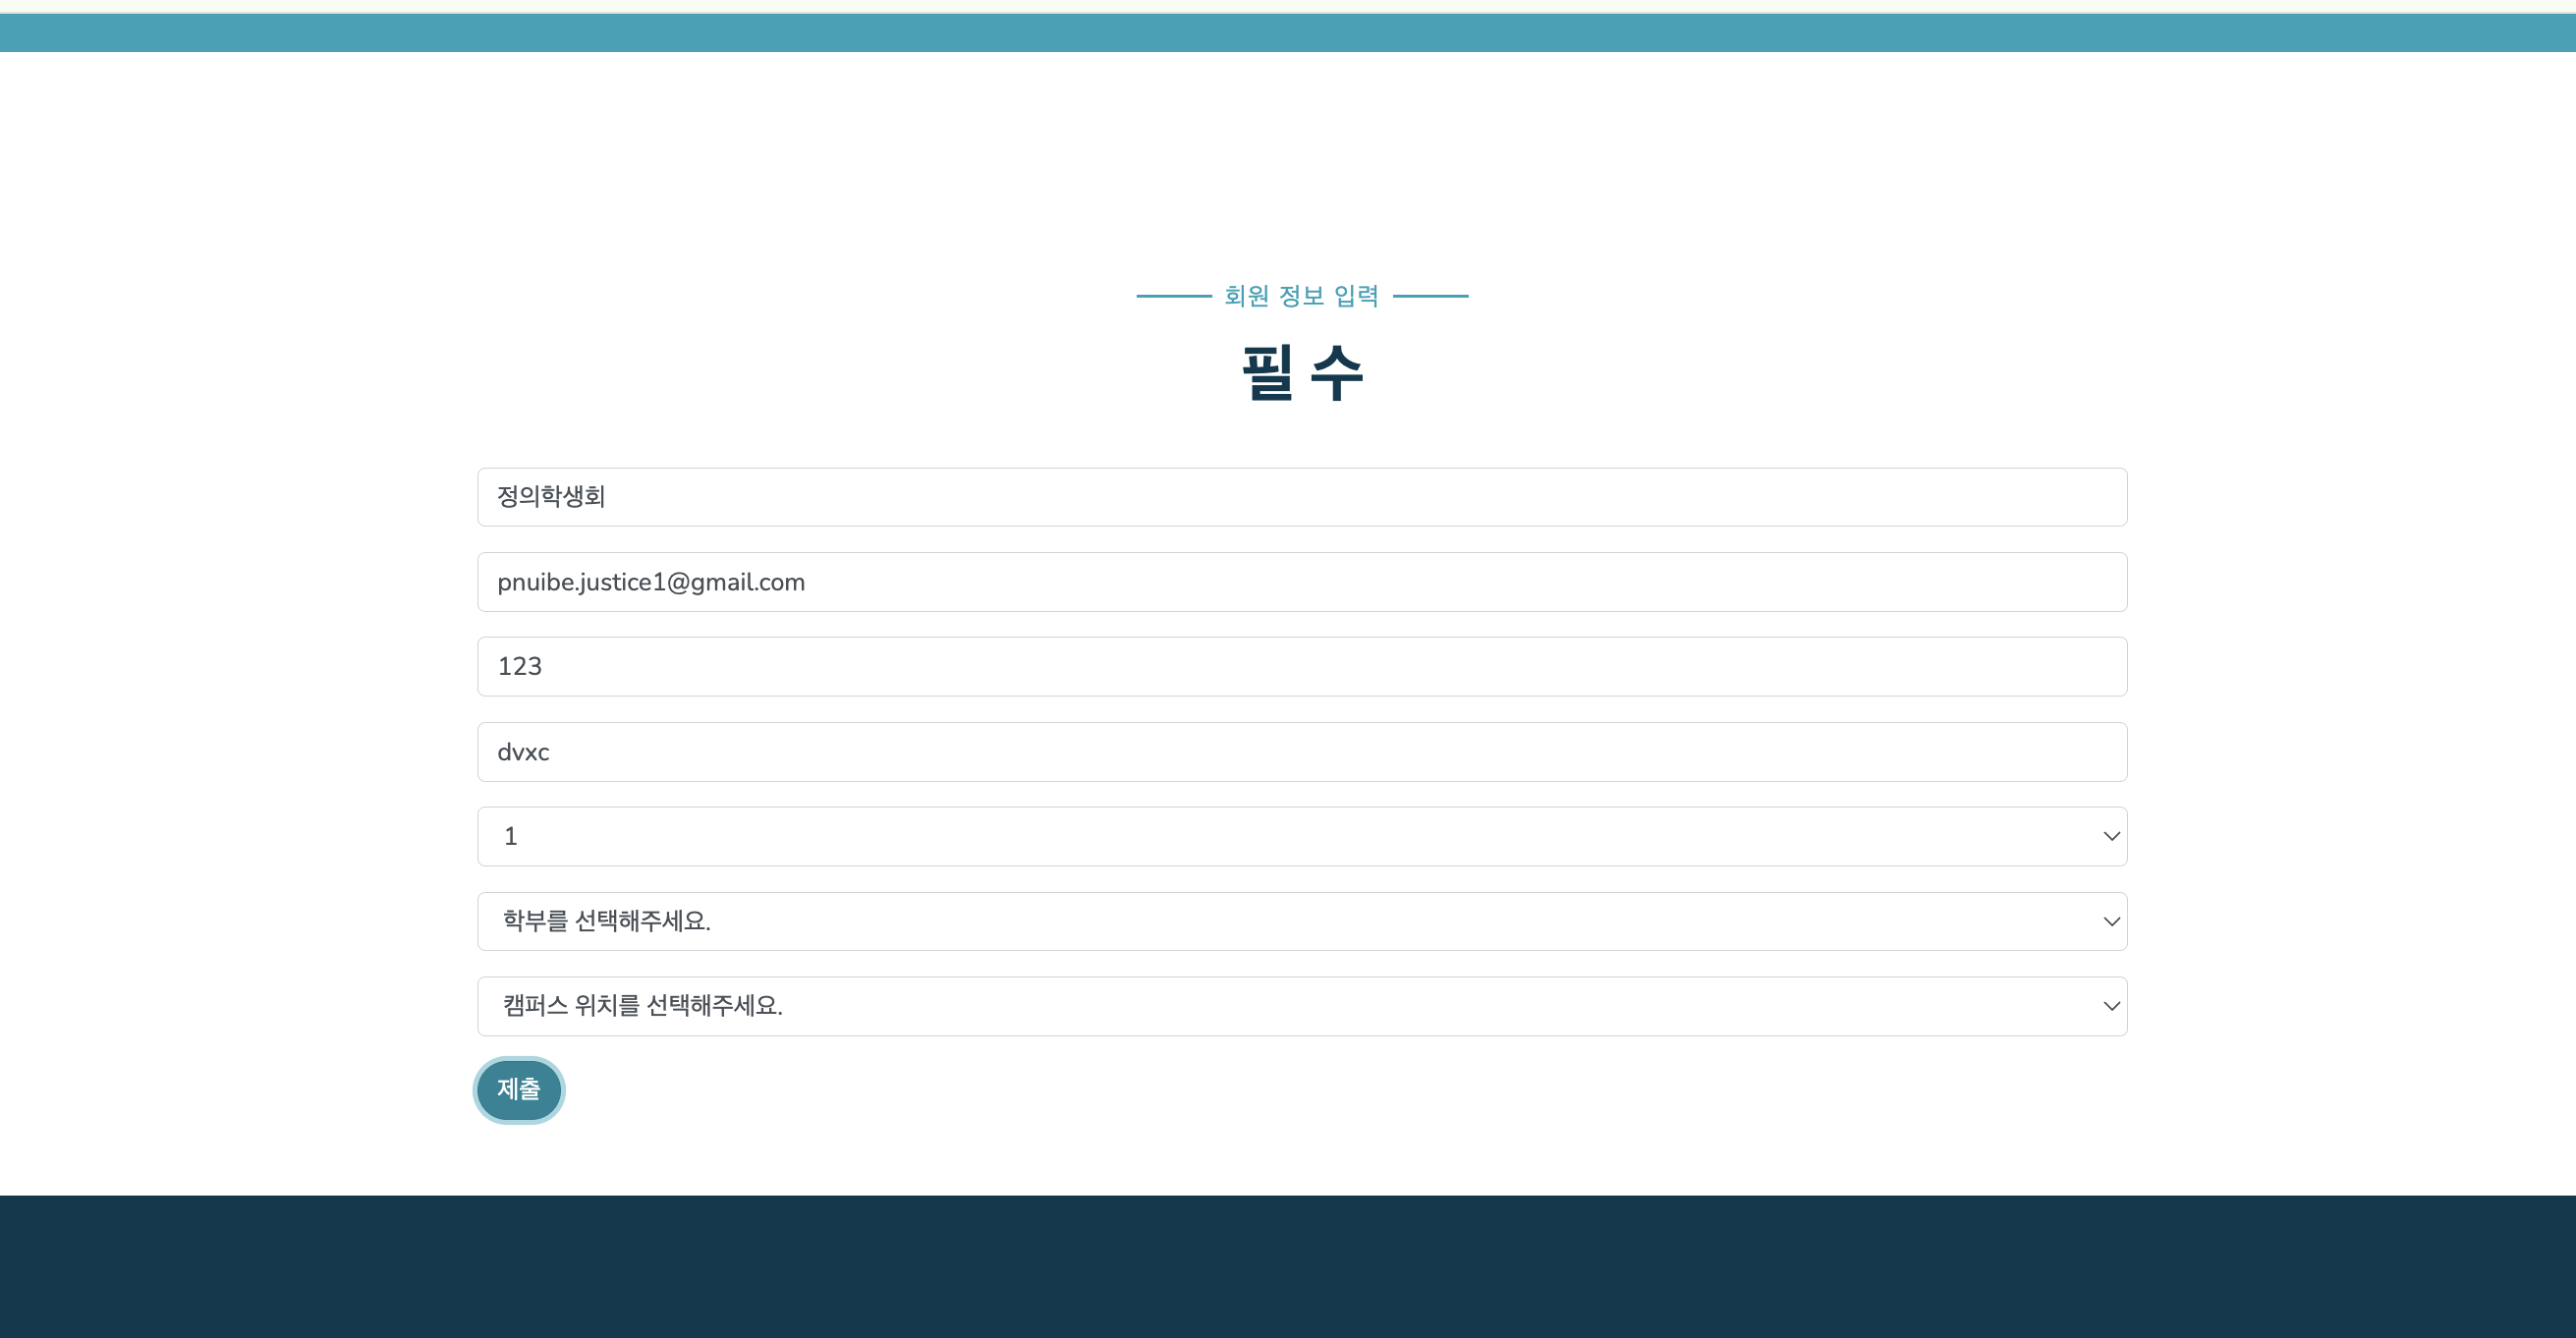 회원 정보 입력
필수
정의학생회
pnuibe.justice1@gmail.com
123
dvxc
1
학부를 선택해주세요.
캠퍼스 위치를 선택해주세요.
제출